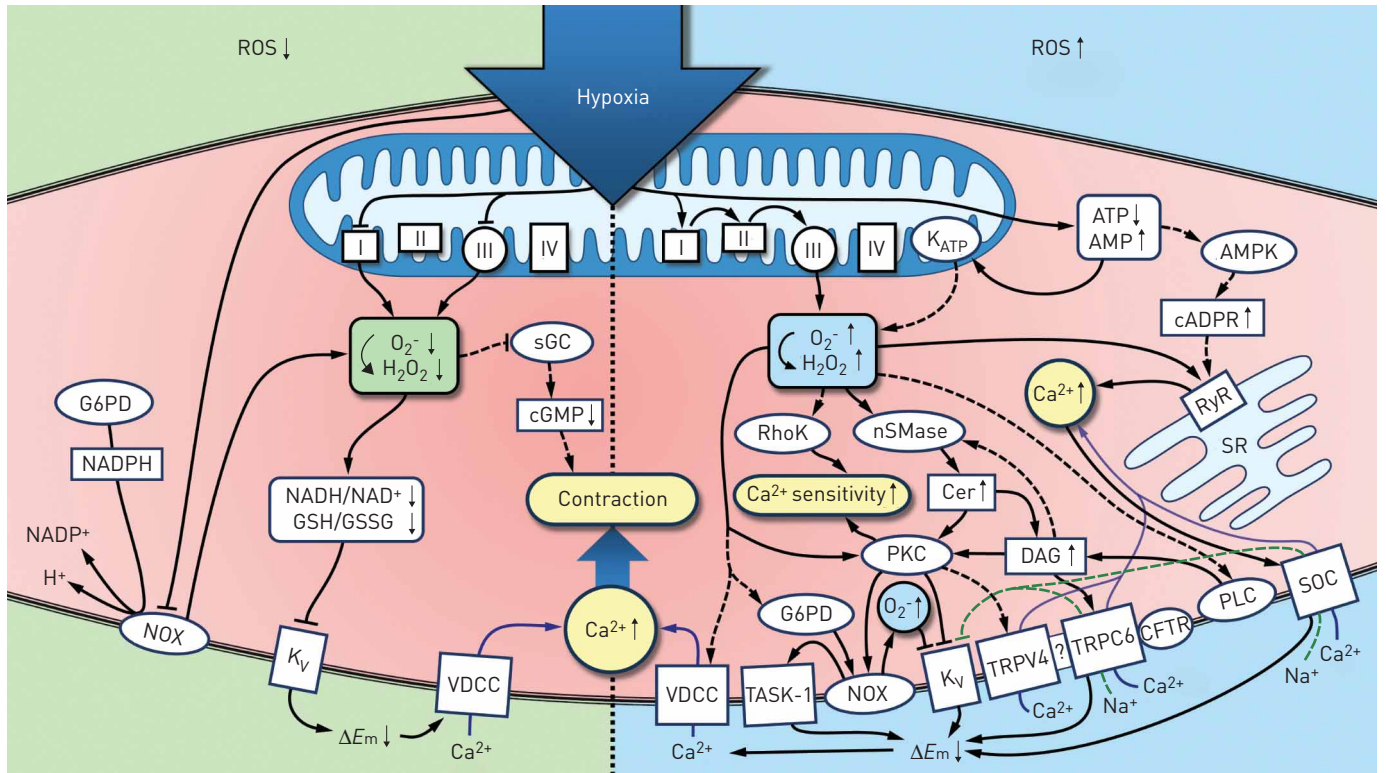 ROS ↓
ROS ↑
Hypoxia
I
II
III
IV
I
II
III
IV
K_ATP
ATP ↓
AMP ↑
AMPK
cADPR ↑
O₂⁻ ↓
H₂O₂ ↓
sGC
cGMP ↓
O₂⁻ ↑
H₂O₂ ↑
Ca²⁺ ↑
RyR
SR
G6PD
NADPH
RhoK
nSMase
NADH/NAD⁺ ↓
GSH/GSSG ↓
Contraction
Ca²⁺ sensitivity ↑
Cer ↑
NADP⁺
H⁺
PKC
DAG ↑
NOX
Ca²⁺ ↑
G6PD
O₂⁻ ↑
PLC
SOC
K_V
VDCC
VDCC
TASK-1
NOX
K_V
TRPV4
?
TRPC6
CFTR
Na⁺
Ca²⁺
ΔEm ↓
Ca²⁺
Ca²⁺
ΔEm ↓
Ca²⁺
Na⁺
Ca²⁺